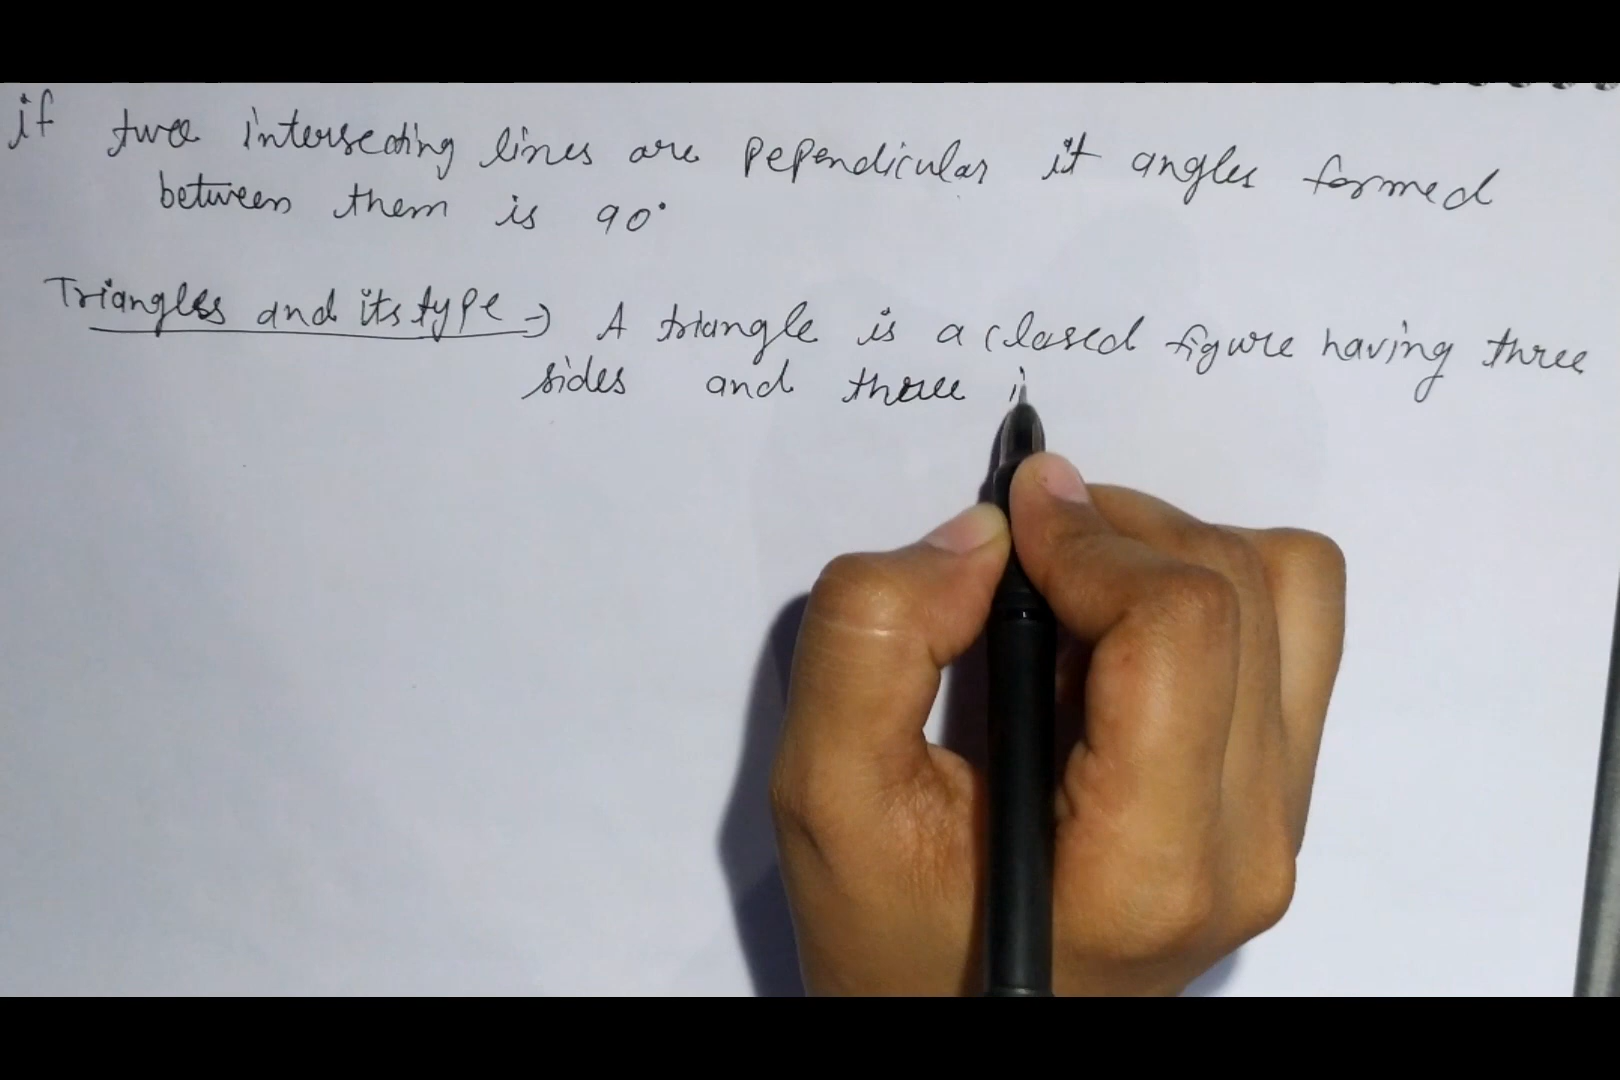 if two intersecting lines are pependicular it angles formed
between them is 90°
Triangles and its type → A triangle is a closed figure having three
sides and three i